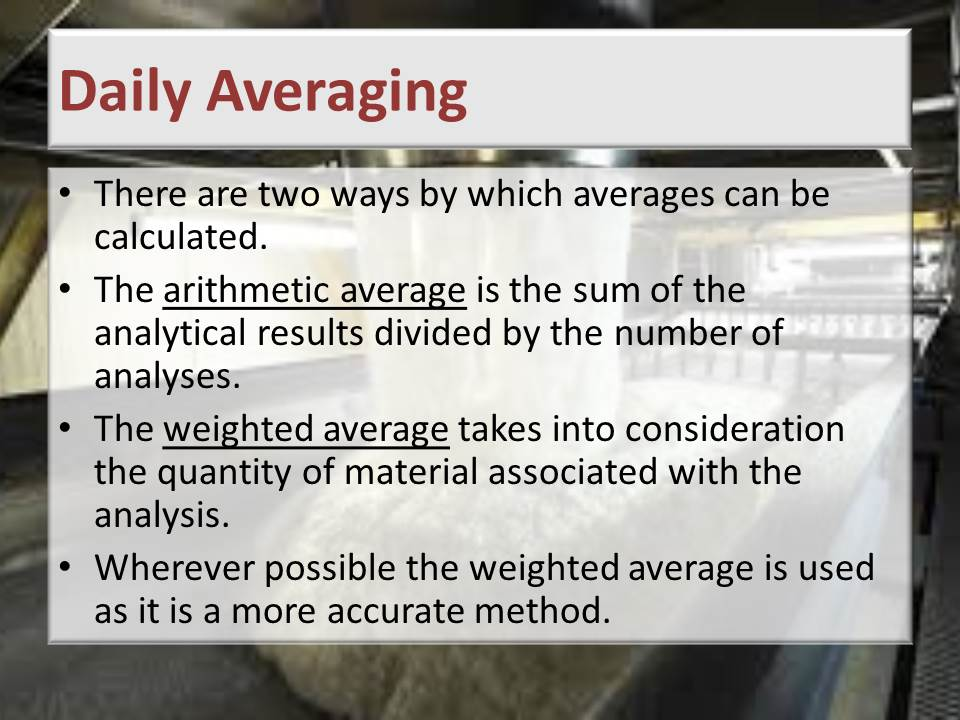 Daily Averaging
• There are two ways by which averages can be
calculated.
• The arithmetic average is the sum of the
analytical results divided by the number of
analyses.
• The weighted average takes into consideration
the quantity of material associated with the
analysis.
• Wherever possible the weighted average is used
as it is a more accurate method.